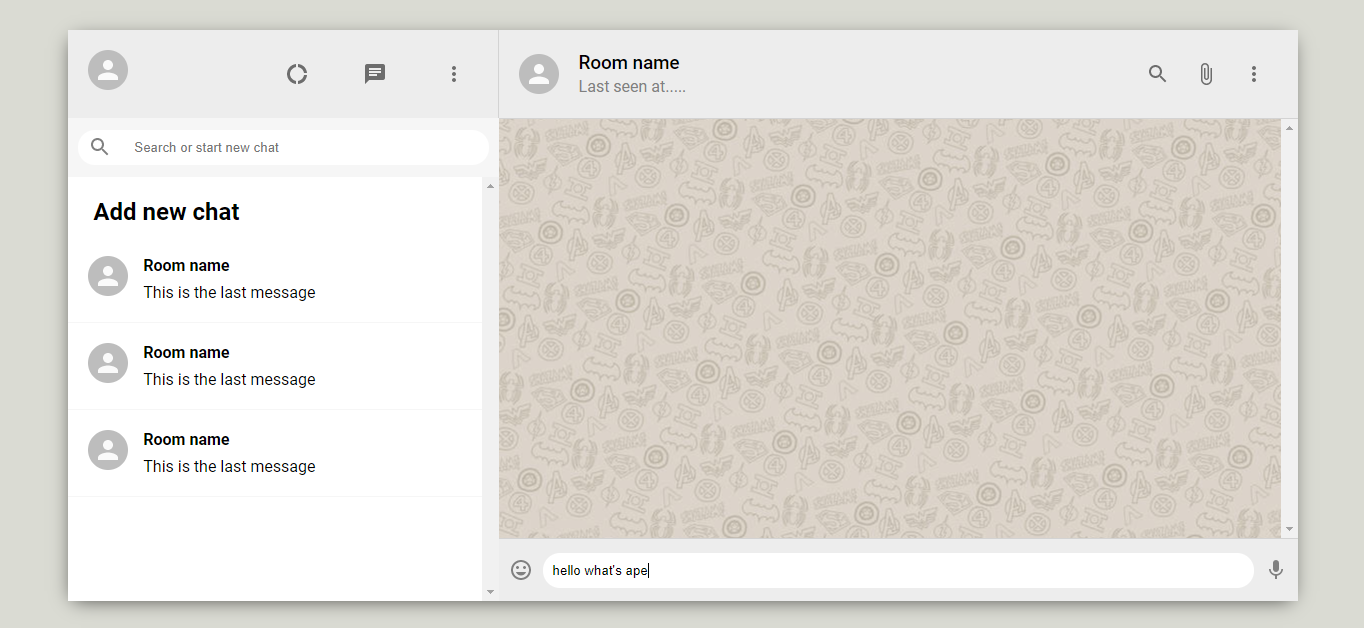 Room name
Last seen at.....
Search or start new chat
Add new chat
Room name
This is the last message
Room name
This is the last message
Room name
This is the last message
hello what's ape